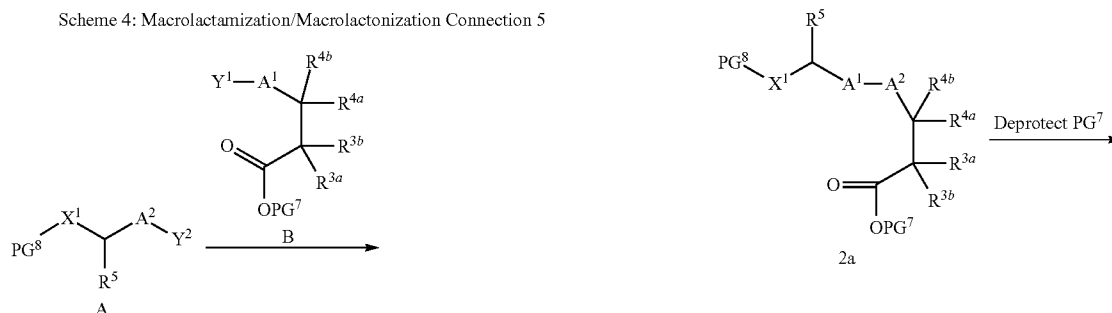 Scheme 4: Macrolactamization/Macrolactonization Connection 5
Y¹ A¹ R⁴ᵇ
R⁴ᵃ
O R³ᵇ
R³ᵃ
OPG⁷
B
X¹ A²
PG⁸ Y²
R⁵
A
R⁵
PG⁸
X¹ A¹ A² R⁴ᵇ
R⁴ᵃ
R³ᵃ
O R³ᵇ
OPG⁷
2a
Deprotect PG⁷